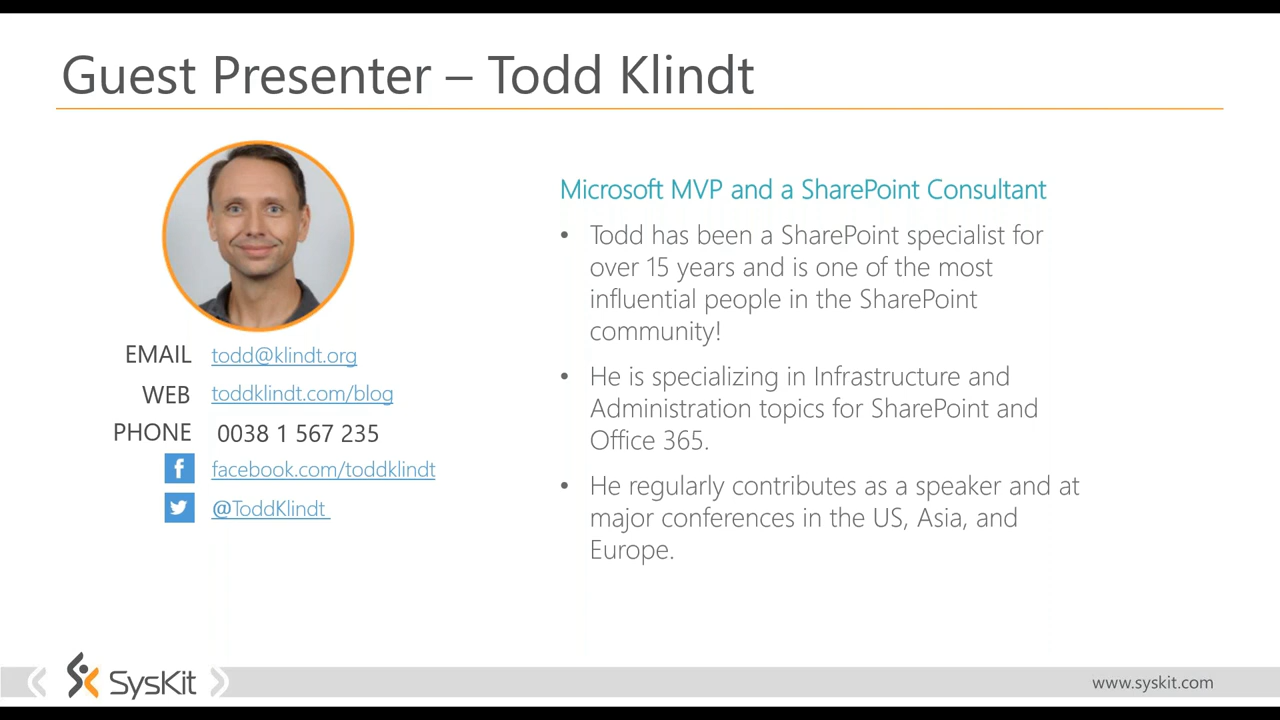 Guest Presenter – Todd Klindt
EMAIL todd@klindt.org
WEB toddklindt.com/blog
PHONE 0038 1 567 235
facebook.com/toddklindt
@ToddKlindt
Microsoft MVP and a SharePoint Consultant
• Todd has been a SharePoint specialist for
over 15 years and is one of the most
influential people in the SharePoint
community!
• He is specializing in Infrastructure and
Administration topics for SharePoint and
Office 365.
• He regularly contributes as a speaker and at
major conferences in the US, Asia, and
Europe.
SysKit
www.syskit.com